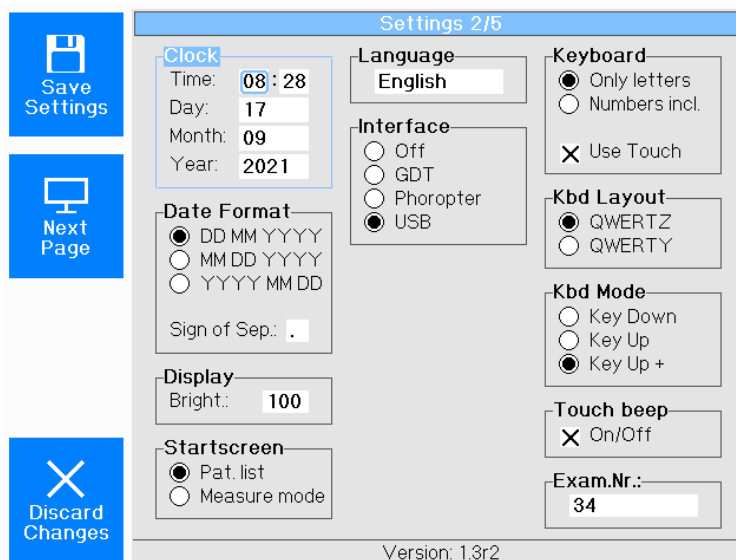 Settings 2/5
Save
Settings
Next
Page
Discard
Changes
Clock
Time: 08 : 28
Day: 17
Month: 09
Year: 2021
Date Format
DD MM YYYY
MM DD YYYY
YYYY MM DD
Sign of Sep.: .
Display
Bright.: 100
Startscreen
Pat. list
Measure mode
Language
English
Interface
Off
GDT
Phoropter
USB
Keyboard
Only letters
Numbers incl.
Use Touch
Kbd Layout
QWERTZ
QWERTY
Kbd Mode
Key Down
Key Up
Key Up +
Touch beep
On/Off
Exam.Nr.:
34
Version: 1.3r2